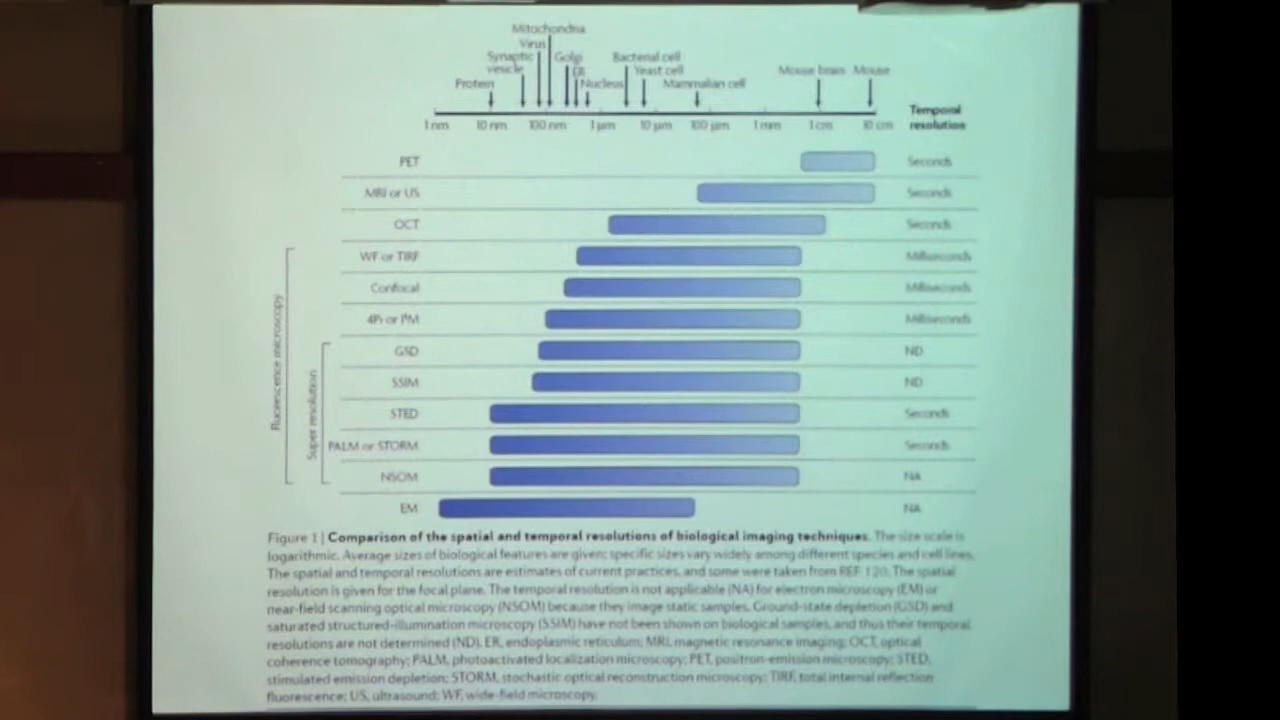 Mitochondria
Virus
Synaptic vesicle
Golgi
ER
Bacterial cell
Yeast cell
Mouse brain
Mouse
Protein
Nucleus
Mammalian cell
Temporal resolution
1 nm 10 nm 100 nm 1 µm 10 µm 100 µm 1 mm 1 cm 10 cm
PET Seconds
MRI or US Seconds
OCT Seconds
WF or TIRF Milliseconds
Confocal Milliseconds
4Pi or I⁵M Milliseconds
GSD ND
SSIM ND
STED Seconds
PALM or STORM Seconds
NSOM NA
EM NA
Fluorescence microscopy
Super resolution
Figure 1 | Comparison of the spatial and temporal resolutions of biological imaging techniques. The size scale is
logarithmic. Average sizes of biological features are given; specific sizes vary widely among different species and cell lines.
The spatial and temporal resolutions are estimates of current practices, and some were taken from REF. 120. The spatial
resolution is given for the focal plane. The temporal resolution is not applicable (NA) for electron microscopy (EM) or
near-field scanning optical microscopy (NSOM) because they image static samples. Ground-state depletion (GSD) and
saturated structured-illumination microscopy (SSIM) have not been shown on biological samples, and thus their temporal
resolutions are not determined (ND). ER, endoplasmic reticulum; MRI, magnetic resonance imaging; OCT, optical
coherence tomography; PALM, photoactivated localization microscopy; PET, positron-emission microscopy; STED,
stimulated emission depletion; STORM, stochastic optical reconstruction microscopy; TIRF, total internal reflection
fluorescence; US, ultrasound; WF, wide-field microscopy.